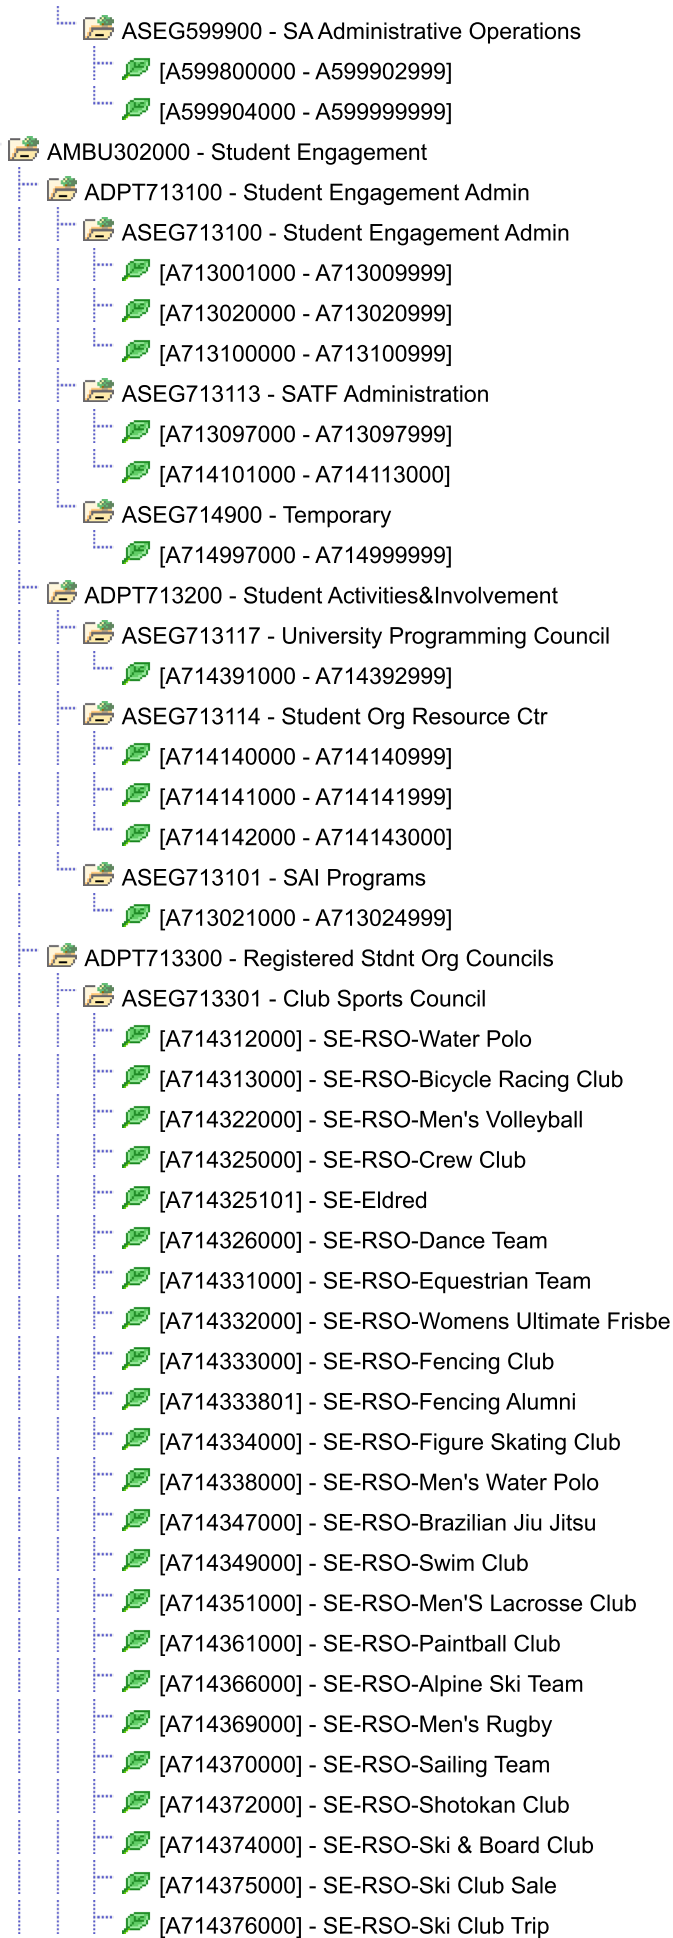 ASEG599900 - SA Administrative Operations
[A599800000 - A599902999]
[A599904000 - A599999999]
AMBU302000 - Student Engagement
ADPT713100 - Student Engagement Admin
ASEG713100 - Student Engagement Admin
[A713001000 - A713009999]
[A713020000 - A713020999]
[A713100000 - A713100999]
ASEG713113 - SATF Administration
[A713097000 - A713097999]
[A714101000 - A714113000]
ASEG714900 - Temporary
[A714997000 - A714999999]
ADPT713200 - Student Activities&Involvement
ASEG713117 - University Programming Council
[A714391000 - A714392999]
ASEG713114 - Student Org Resource Ctr
[A714140000 - A714140999]
[A714141000 - A714141999]
[A714142000 - A714143000]
ASEG713101 - SAI Programs
[A713021000 - A713024999]
ADPT713300 - Registered Stdnt Org Councils
ASEG713301 - Club Sports Council
[A714312000] - SE-RSO-Water Polo
[A714313000] - SE-RSO-Bicycle Racing Club
[A714322000] - SE-RSO-Men's Volleyball
[A714325000] - SE-RSO-Crew Club
[A714325101] - SE-Eldred
[A714326000] - SE-RSO-Dance Team
[A714331000] - SE-RSO-Equestrian Team
[A714332000] - SE-RSO-Womens Ultimate Frisbe
[A714333000] - SE-RSO-Fencing Club
[A714333801] - SE-RSO-Fencing Alumni
[A714334000] - SE-RSO-Figure Skating Club
[A714338000] - SE-RSO-Men's Water Polo
[A714347000] - SE-RSO-Brazilian Jiu Jitsu
[A714349000] - SE-RSO-Swim Club
[A714351000] - SE-RSO-Men'S Lacrosse Club
[A714361000] - SE-RSO-Paintball Club
[A714366000] - SE-RSO-Alpine Ski Team
[A714369000] - SE-RSO-Men's Rugby
[A714370000] - SE-RSO-Sailing Team
[A714372000] - SE-RSO-Shotokan Club
[A714374000] - SE-RSO-Ski & Board Club
[A714375000] - SE-RSO-Ski Club Sale
[A714376000] - SE-RSO-Ski Club Trip